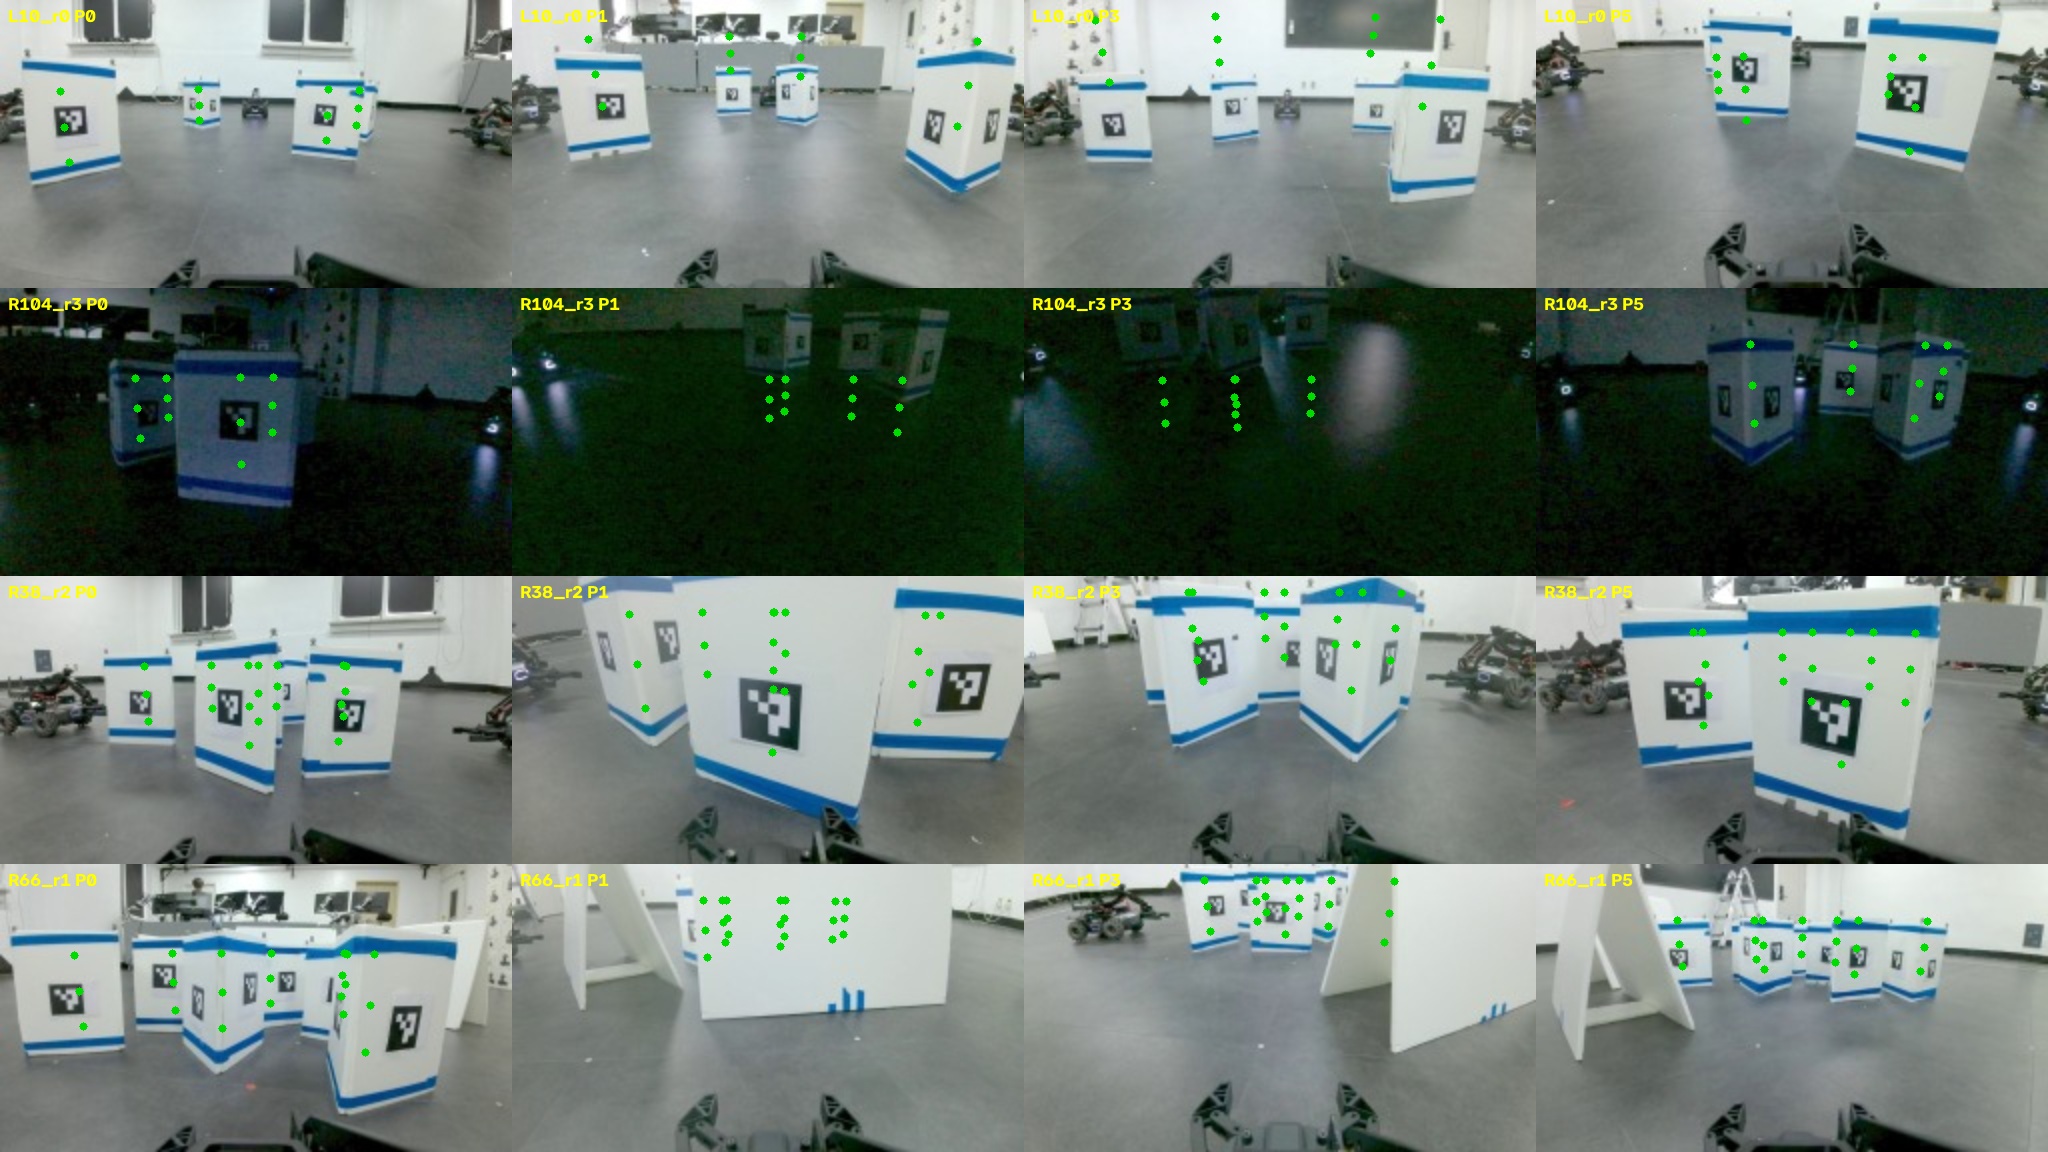 L10_r0 P0
L10_r0 P1
L10_r0 P3
L10_r0 P5
R104_r3 P0
R104_r3 P1
R104_r3 P3
R104_r3 P5
R38_r2 P0
R38_r2 P1
R38_r2 P3
R38_r2 P5
R66_r1 P0
R66_r1 P1
R66_r1 P3
R66_r1 P5